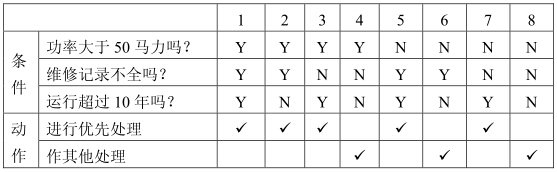 1 2 3 4 5 6 7 8
条件 功率大于 50 马力吗？ Y Y Y Y N N N N
维修记录不全吗？ Y Y N N Y Y N N
运行超过 10 年吗？ Y N Y N Y N Y N
动作 进行优先处理 ✓ ✓ ✓ ✓ ✓
作其他处理 ✓ ✓ ✓